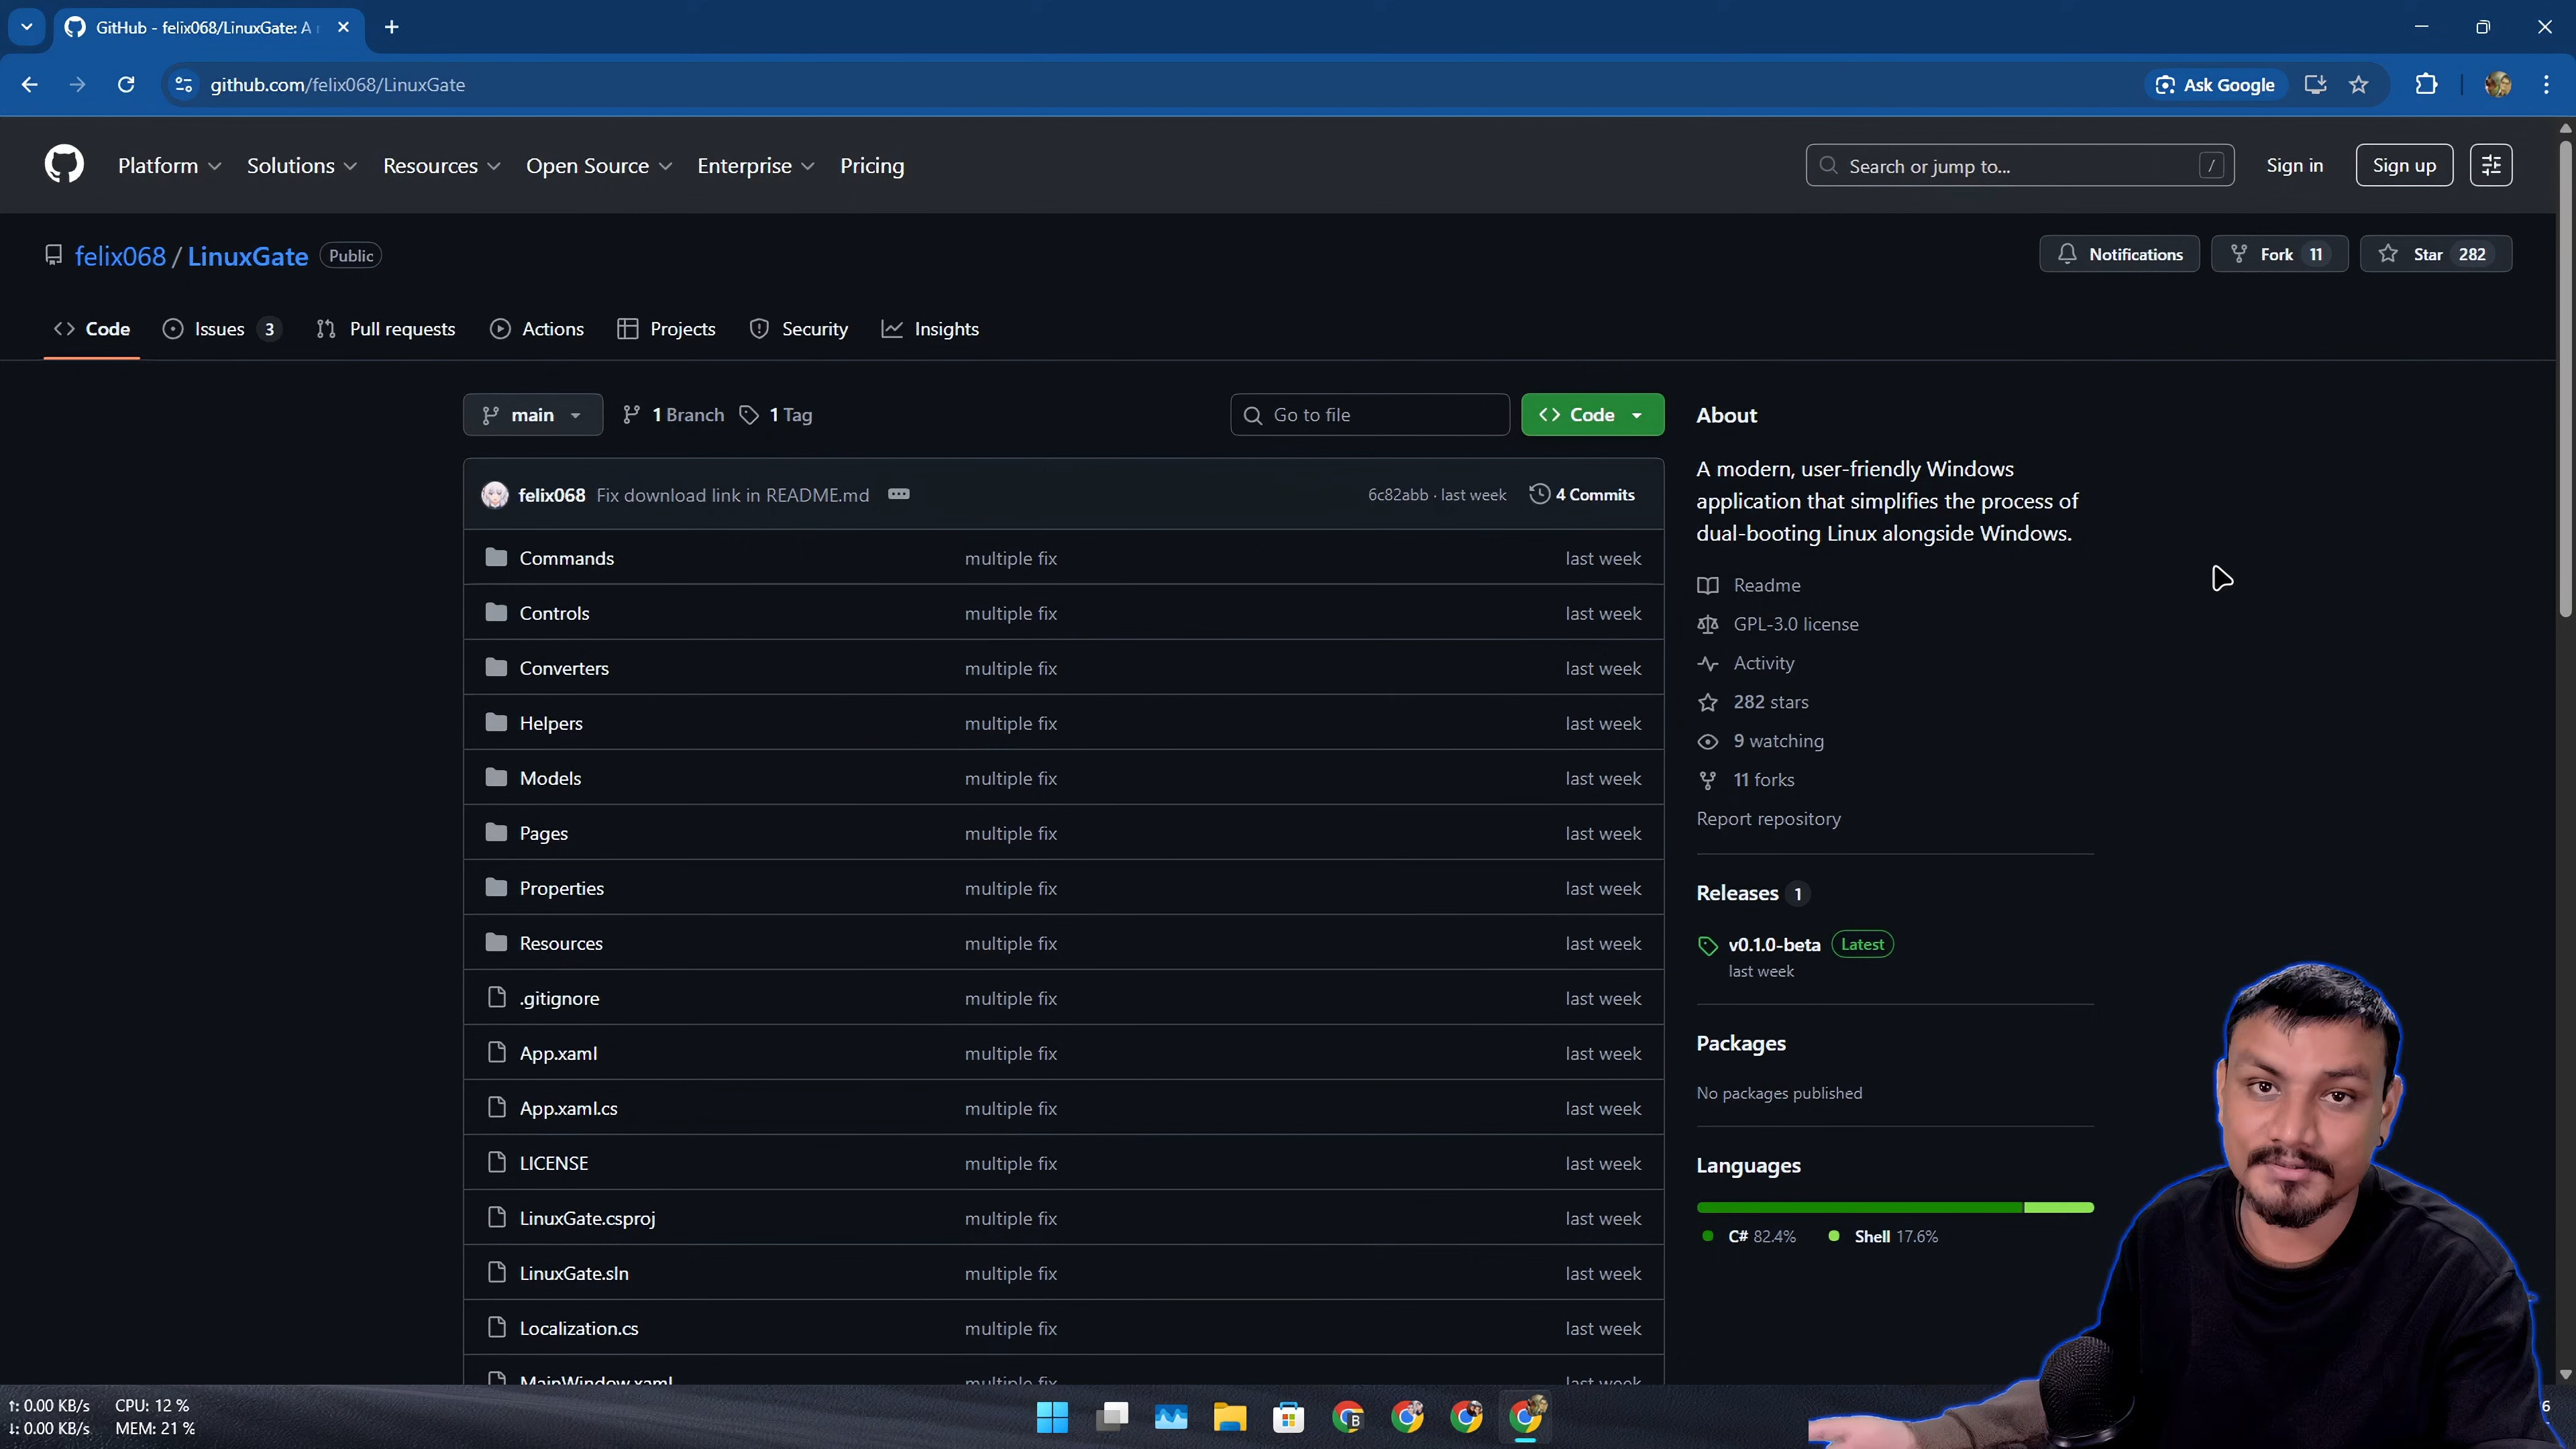 GitHub - felix068/LinuxGate: A
github.com/felix068/LinuxGate
Ask Google
Platform
Solutions
Resources
Open Source
Enterprise
Pricing
Search or jump to...
/
Sign in
Sign up
felix068 / LinuxGate
Public
Notifications
Fork 11
Star 282
Code
Issues 3
Pull requests
Actions
Projects
Security
Insights
main
1 Branch
1 Tag
Go to file
Code
felix068 Fix download link in README.md
6c82abb · last week
4 Commits
Commands multiple fix last week
Controls multiple fix last week
Converters multiple fix last week
Helpers multiple fix last week
Models multiple fix last week
Pages multiple fix last week
Properties multiple fix last week
Resources multiple fix last week
.gitignore multiple fix last week
App.xaml multiple fix last week
App.xaml.cs multiple fix last week
LICENSE multiple fix last week
LinuxGate.csproj multiple fix last week
LinuxGate.sln multiple fix last week
Localization.cs multiple fix last week
MainWindow.xaml multiple fix last week
About
A modern, user-friendly Windows
application that simplifies the process of
dual-booting Linux alongside Windows.
Readme
GPL-3.0 license
Activity
282 stars
9 watching
11 forks
Report repository
Releases 1
v0.1.0-beta Latest
last week
Packages
No packages published
Languages
C# 82.4%
Shell 17.6%
↑: 0.00 KB/s CPU: 12 %
↓: 0.00 KB/s MEM: 21 %
B
6